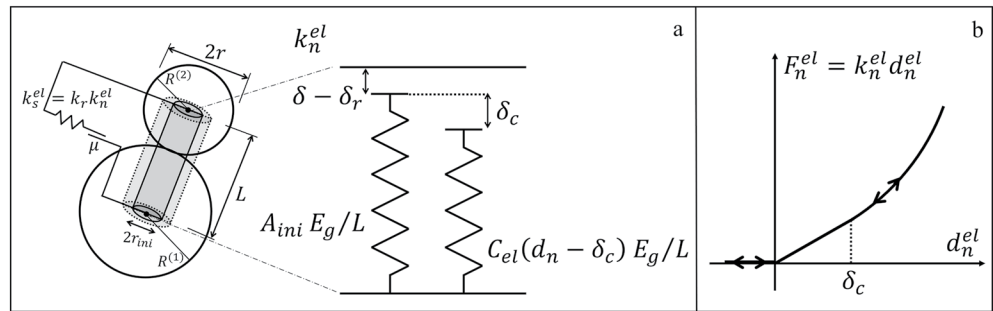 a
2r
R^{(2)}
k_s^{el} = k_r k_n^{el}
μ
L
2r_{ini}
R^{(1)}
k_n^{el}
δ − δ_r
δ_c
A_{ini} E_g/L
C_{el}(d_n − δ_c) E_g/L
b
F_n^{el} = k_n^{el} d_n^{el}
d_n^{el}
δ_c